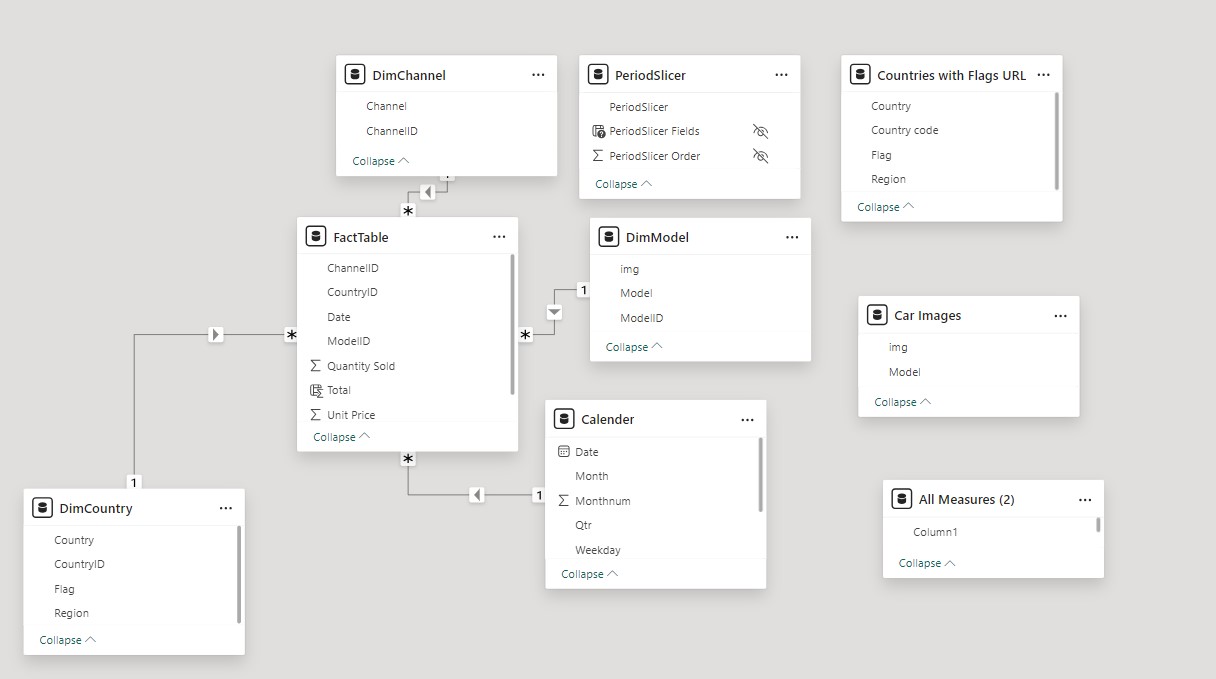 DimChannel
Channel
ChannelID
Collapse
PeriodSlicer
PeriodSlicer
PeriodSlicer Fields
PeriodSlicer Order
Collapse
Countries with Flags URL
Country
Country code
Flag
Region
Collapse
FactTable
ChannelID
CountryID
Date
ModelID
Quantity Sold
Total
Unit Price
Collapse
DimModel
img
Model
ModelID
Collapse
Car Images
img
Model
Collapse
Calender
Date
Month
Monthnum
Qtr
Weekday
Collapse
All Measures (2)
Column1
Collapse
DimCountry
Country
CountryID
Flag
Region
Collapse
*
1
*
*
1
*
1
1